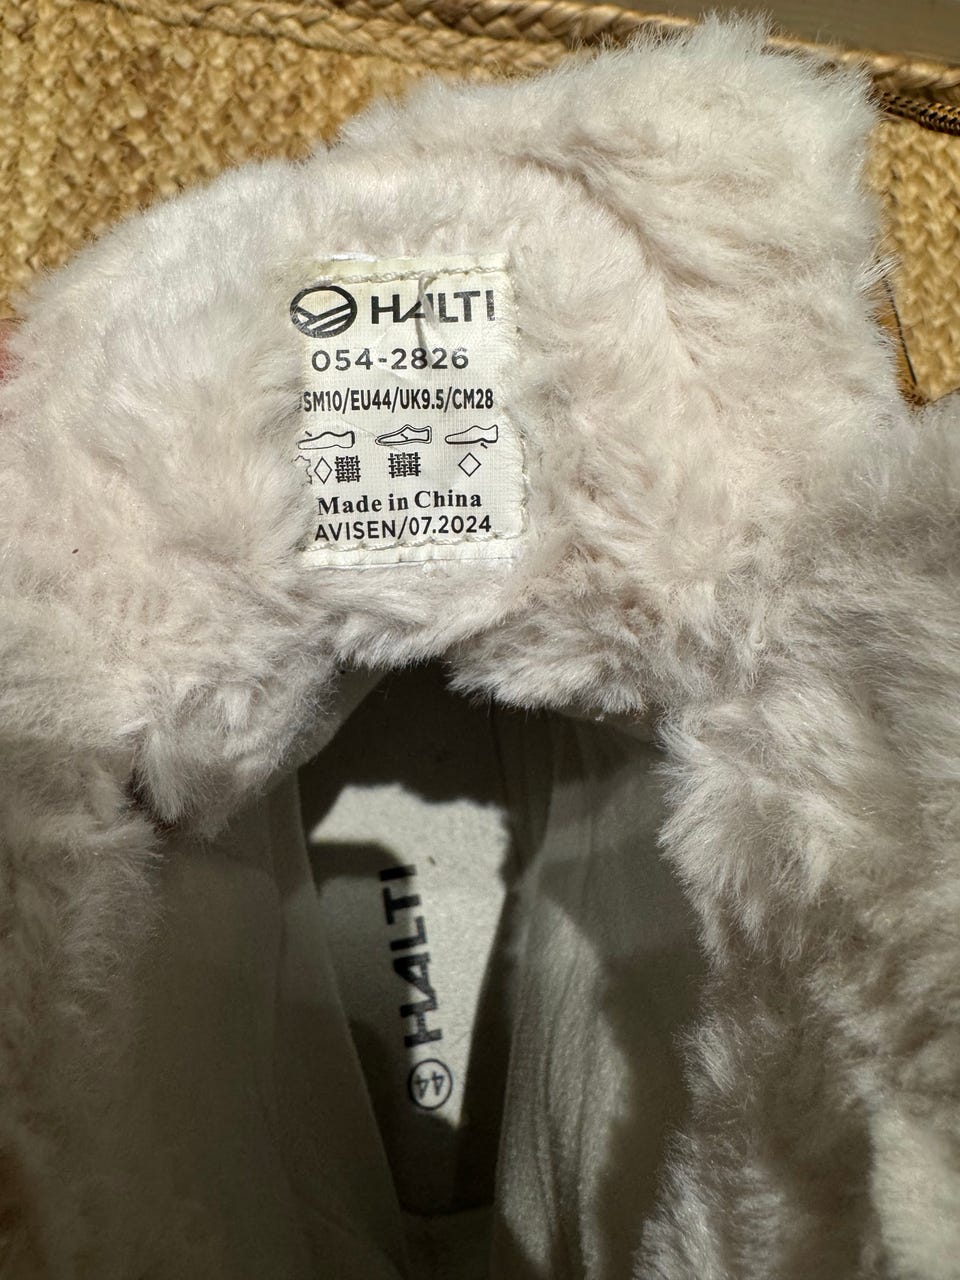 HALTI
054-2826
SM10/EU44/UK9.5/CM28
Made in China
AVISEN/07.2024
HALTI
44